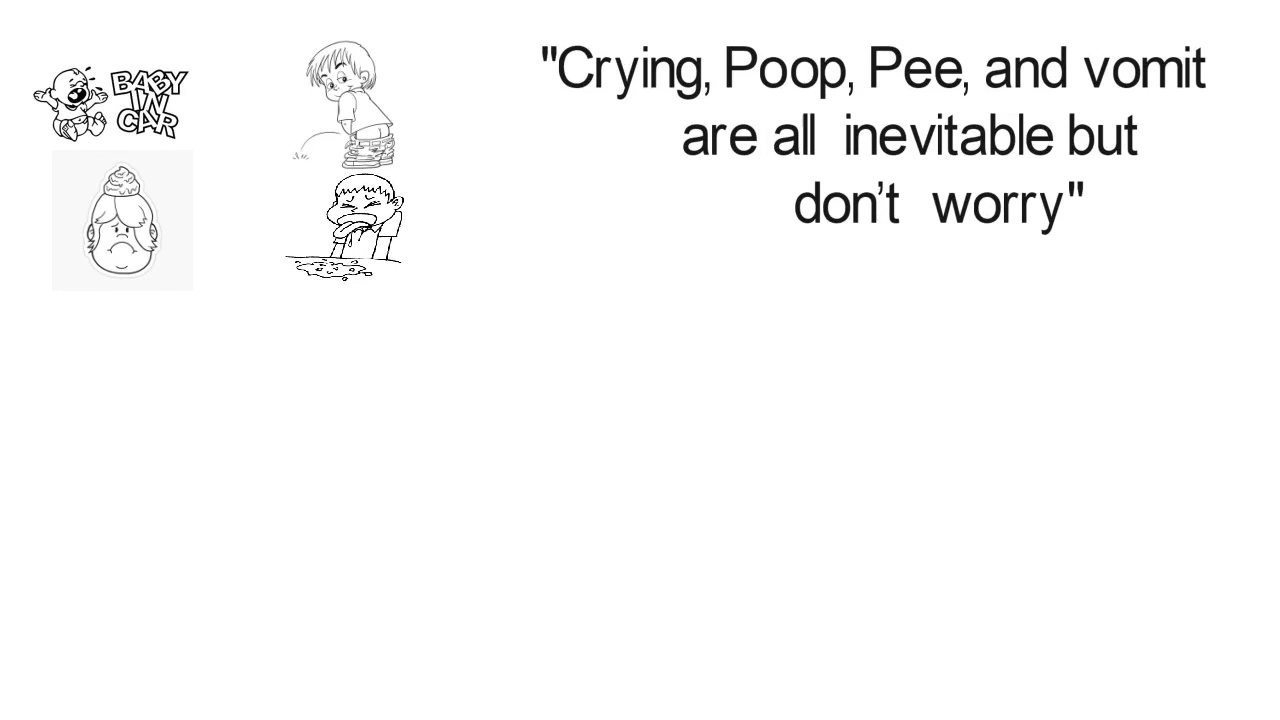 BABY
IN
CAR
"Crying, Poop, Pee, and vomit
are all inevitable but
don’t worry"